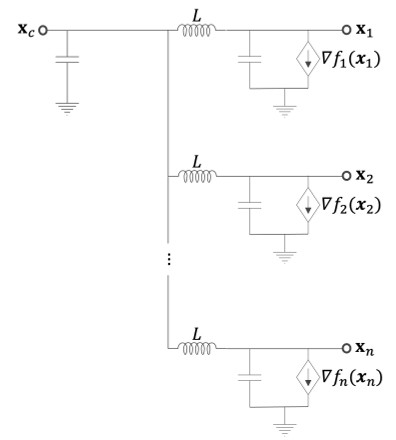 x_c L x_1
∇f_1(x_1)
L x_2
∇f_2(x_2)
⋮
L x_n
∇f_n(x_n)